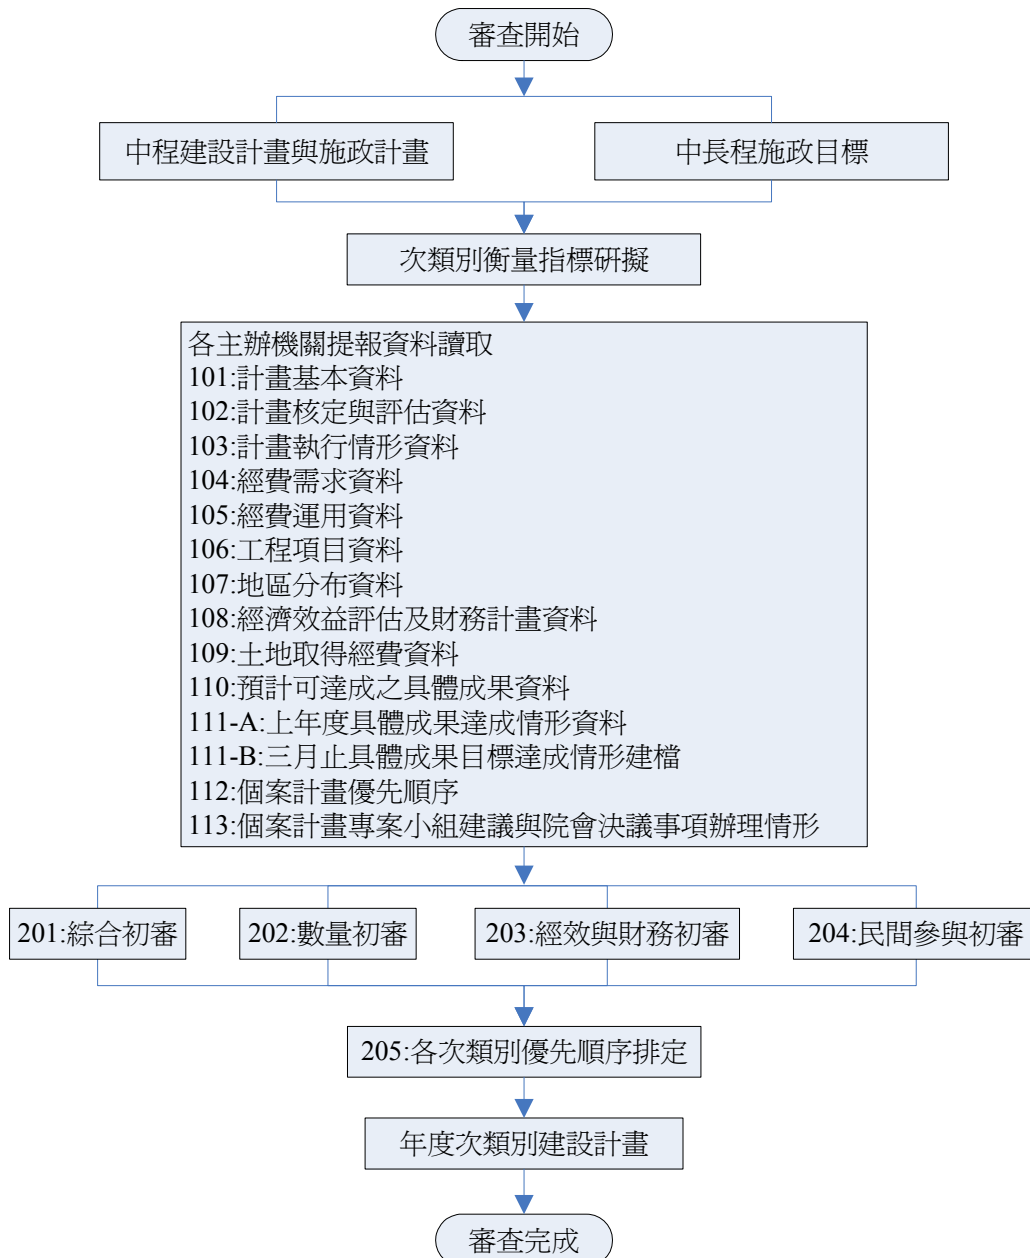 審查開始
中程建設計畫與施政計畫
中長程施政目標
次類別衡量指標研擬
各主辦機關提報資料讀取
101:計畫基本資料
102:計畫核定與評估資料
103:計畫執行情形資料
104:經費需求資料
105:經費運用資料
106:工程項目資料
107:地區分布資料
108:經濟效益評估及財務計畫資料
109:土地取得經費資料
110:預計可達成之具體成果資料
111-A:上年度具體成果達成情形資料
111-B:三月止具體成果目標達成情形建檔
112:個案計畫優先順序
113:個案計畫專案小組建議與院會決議事項辦理情形
201:綜合初審
202:數量初審
203:經效與財務初審
204:民間參與初審
205:各次類別優先順序排定
年度次類別建設計畫
審查完成